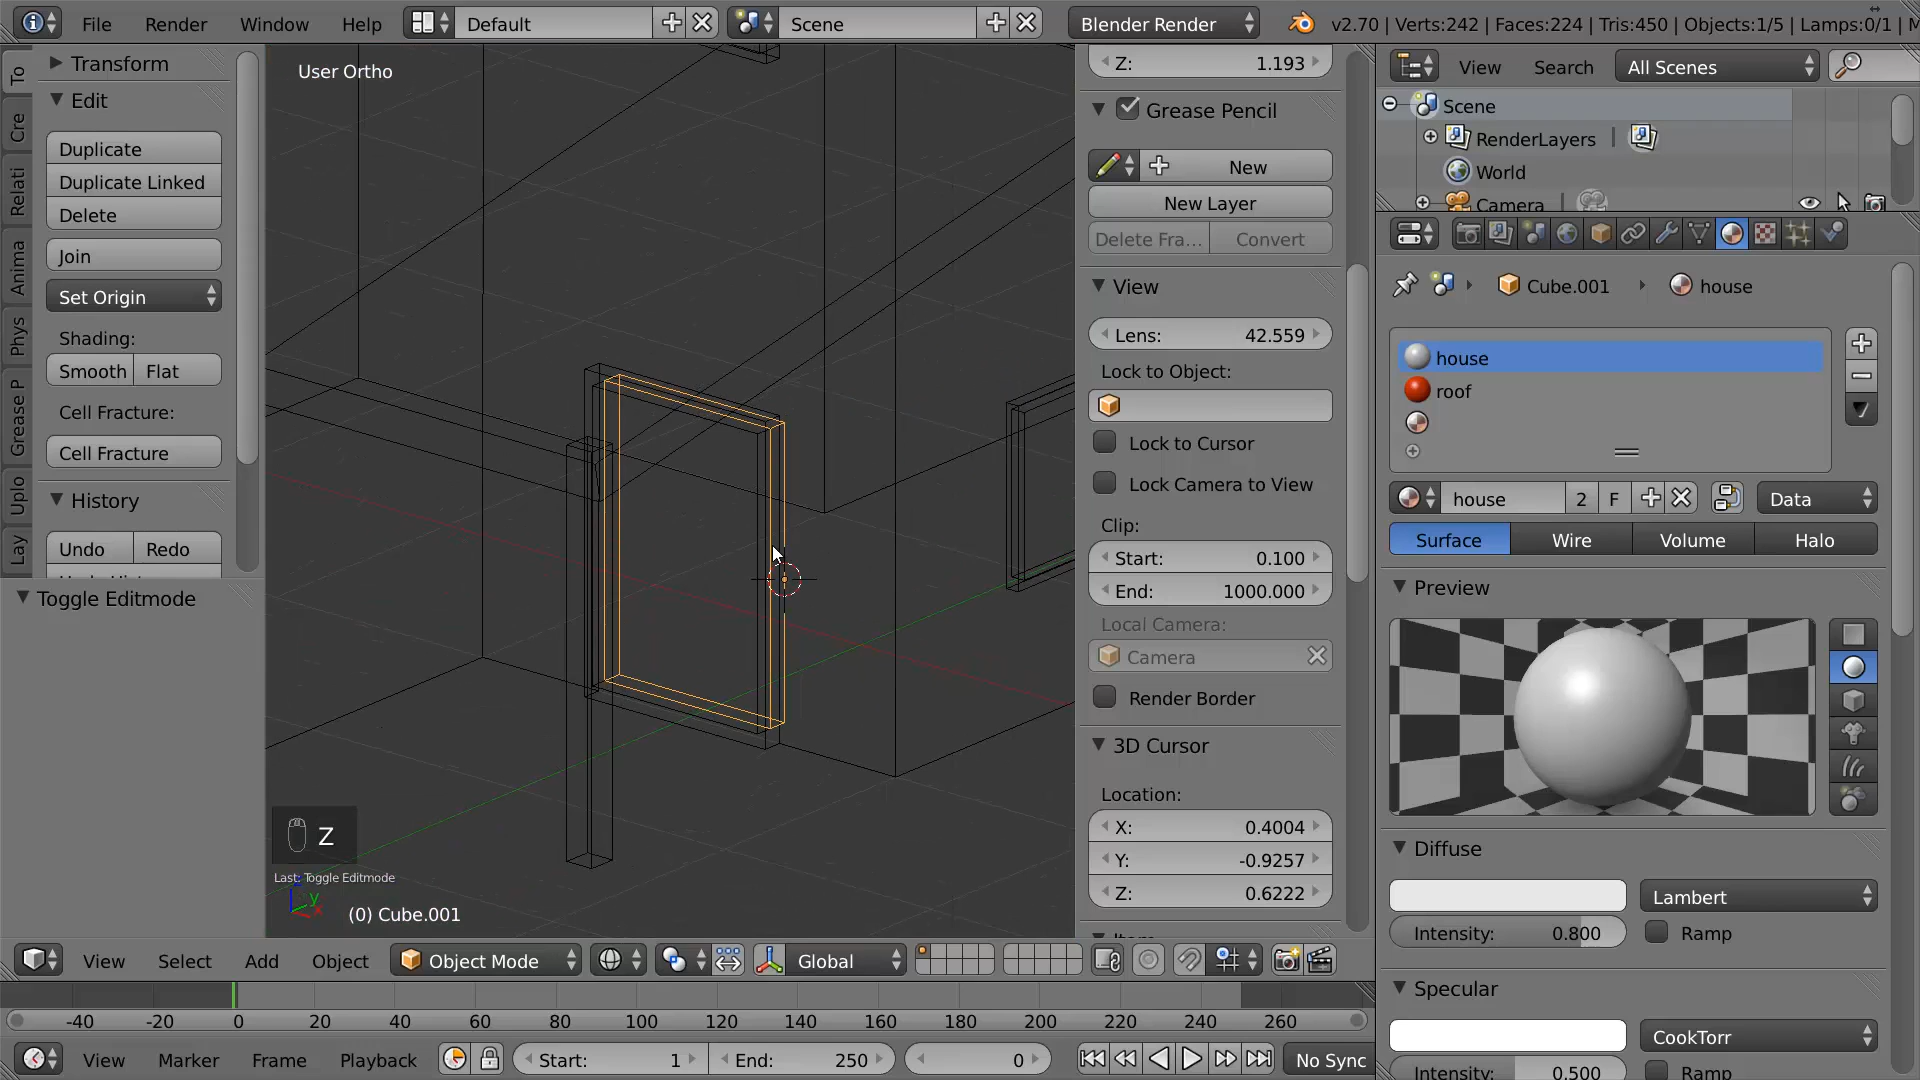 File
Render
Window
Help
Default
Scene
Blender Render
v2.70 | Verts:242 | Faces:224 | Tris:450 | Objects:1/5 | Lamps:0/1 | M
To
Cre
Relati
Anima
Phys
Grease P
Uplo
Lay
Transform
Edit
Duplicate
Duplicate Linked
Delete
Join
Set Origin
Shading:
Smooth
Flat
Cell Fracture:
Cell Fracture
History
Undo
Redo
Toggle Editmode
User Ortho
Z
Last: Toggle Editmode
z
y
x
(0) Cube.001
Z: 1.193
Grease Pencil
New
New Layer
Delete Fra...
Convert
View
Lens: 42.559
Lock to Object:
Lock to Cursor
Lock Camera to View
Clip:
Start: 0.100
End: 1000.000
Local Camera:
Camera
Render Border
3D Cursor
Location:
X: 0.4004
Y: -0.9257
Z: 0.6222
View
Search
All Scenes
Scene
RenderLayers
World
Camera
Cube.001
house
house
roof
house
2
F
Data
Surface
Wire
Volume
Halo
Preview
Diffuse
Lambert
Intensity: 0.800
Ramp
Specular
CookTorr
Intensity: 0.500
Ramp
View
Select
Add
Object
Object Mode
Global
-40 -20 0 20 40 60 80 100 120 140 160 180 200 220 240 260
View
Marker
Frame
Playback
Start: 1
End: 250
0
No Sync